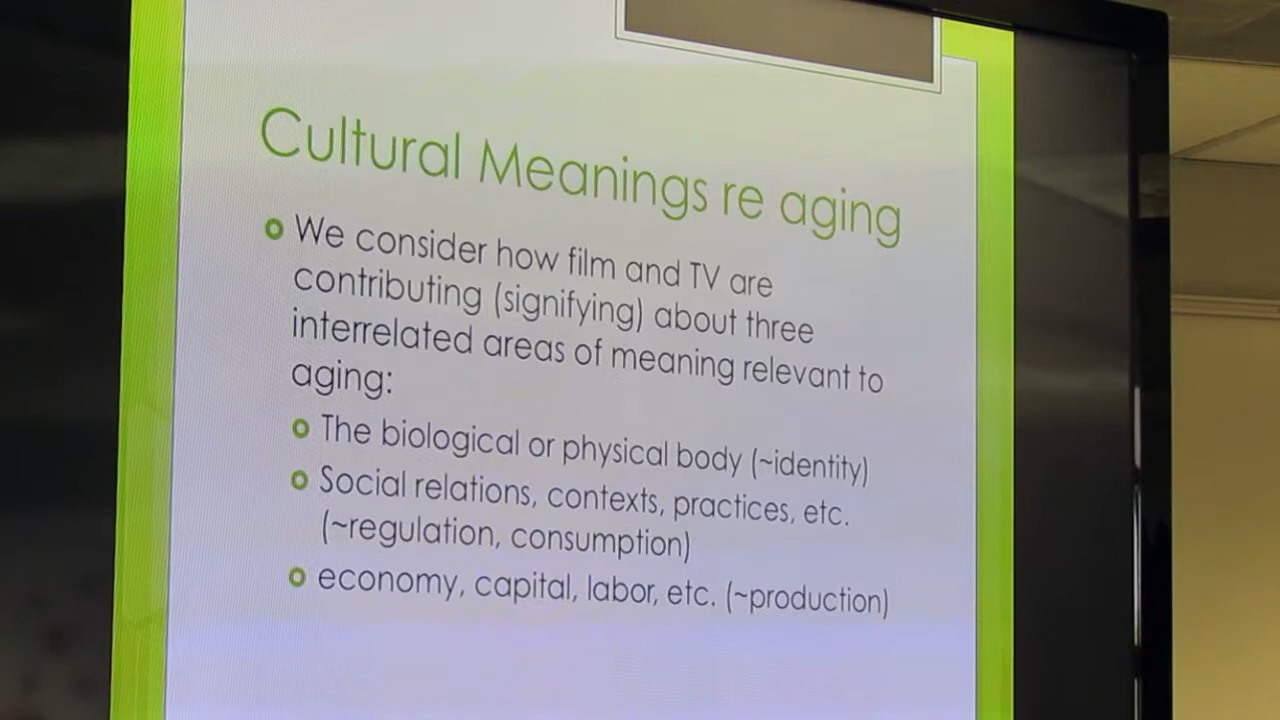 Cultural Meanings re aging
We consider how film and TV are
contributing (signifying) about three
interrelated areas of meaning relevant to
aging:
The biological or physical body (~identity)
Social relations, contexts, practices, etc.
(~regulation, consumption)
economy, capital, labor, etc. (~production)